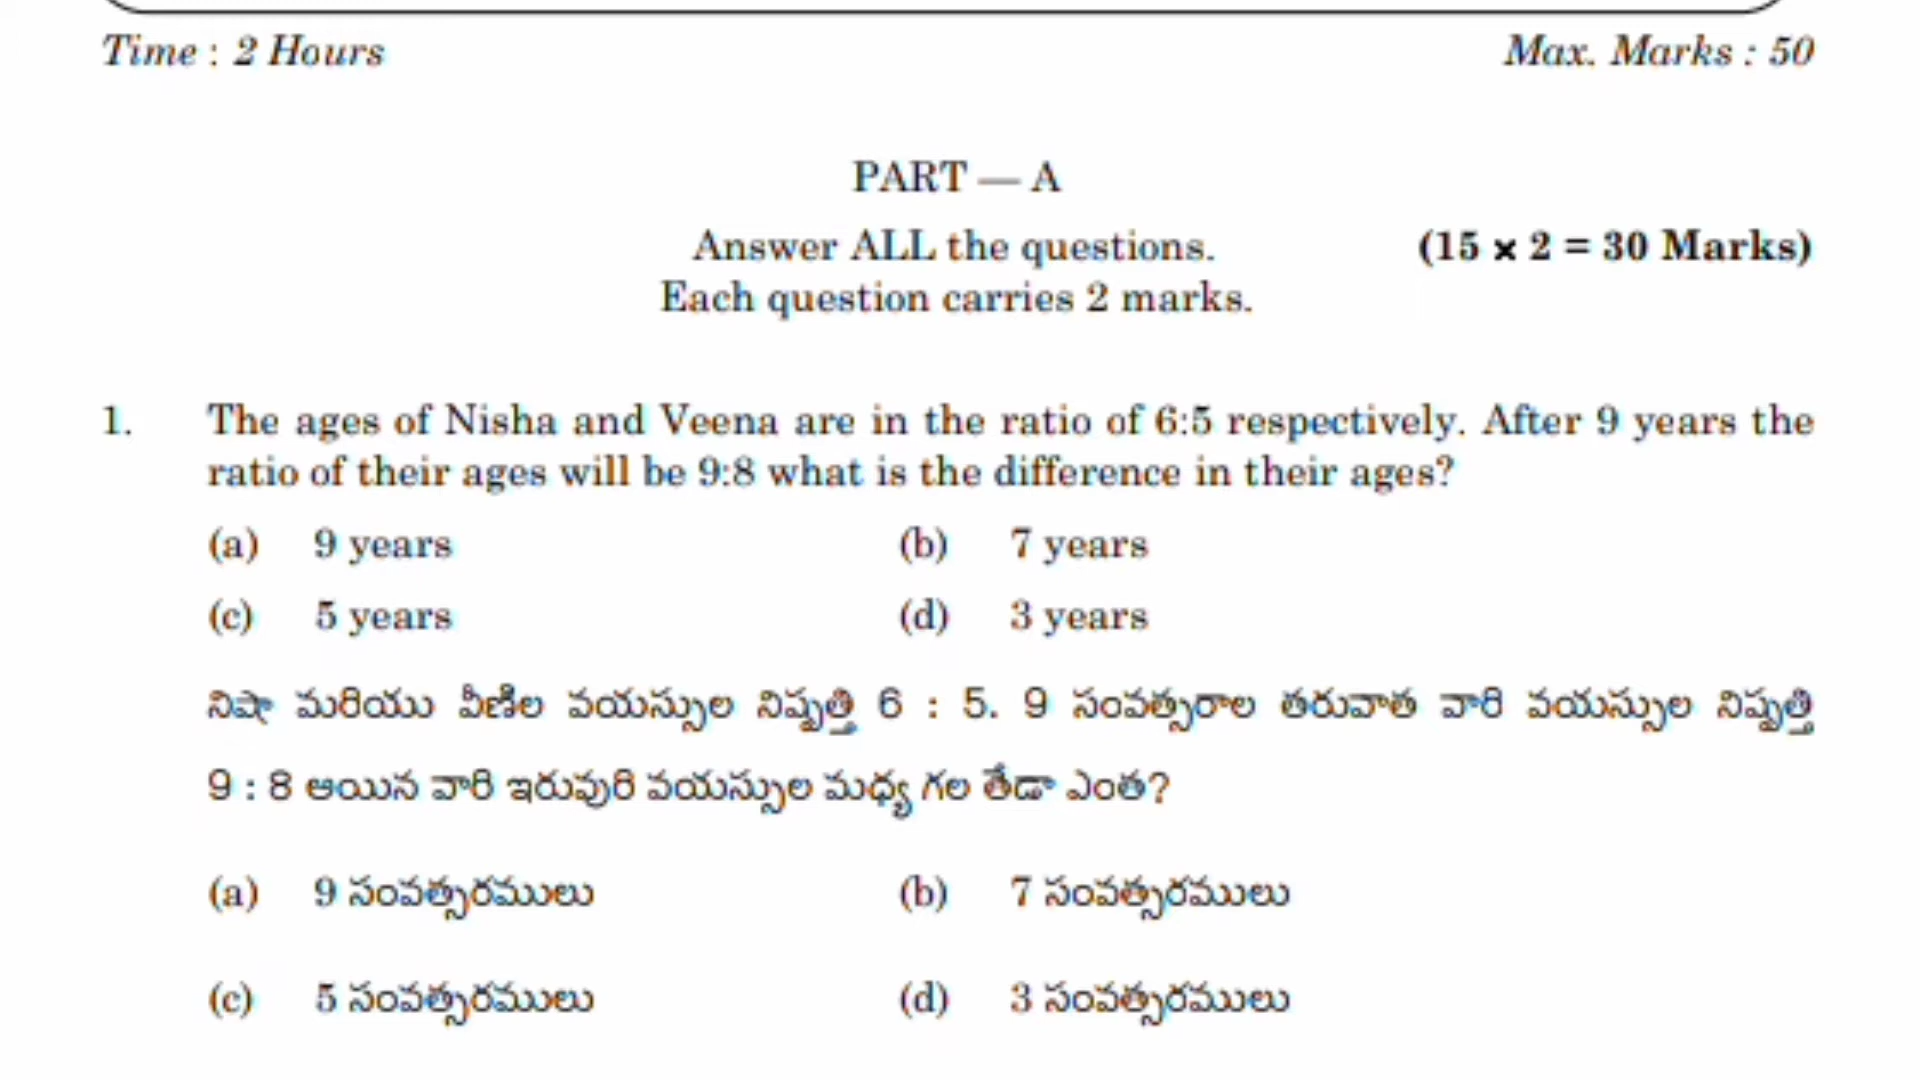 Time : 2 Hours Max. Marks : 50
PART — A
Answer ALL the questions. (15 × 2 = 30 Marks)
Each question carries 2 marks.
1. The ages of Nisha and Veena are in the ratio of 6:5 respectively. After 9 years the
ratio of their ages will be 9:8 what is the difference in their ages?
(a) 9 years (b) 7 years
(c) 5 years (d) 3 years
నిషా మరియు వీణల వయస్సుల నిష్పత్తి 6 : 5. 9 సంవత్సరాల తరువాత వారి వయస్సుల నిష్పత్తి
9 : 8 అయిన వారి ఇరువురి వయస్సుల మధ్య గల తేడా ఎంత?
(a) 9 సంవత్సరములు (b) 7 సంవత్సరములు
(c) 5 సంవత్సరములు (d) 3 సంవత్సరములు